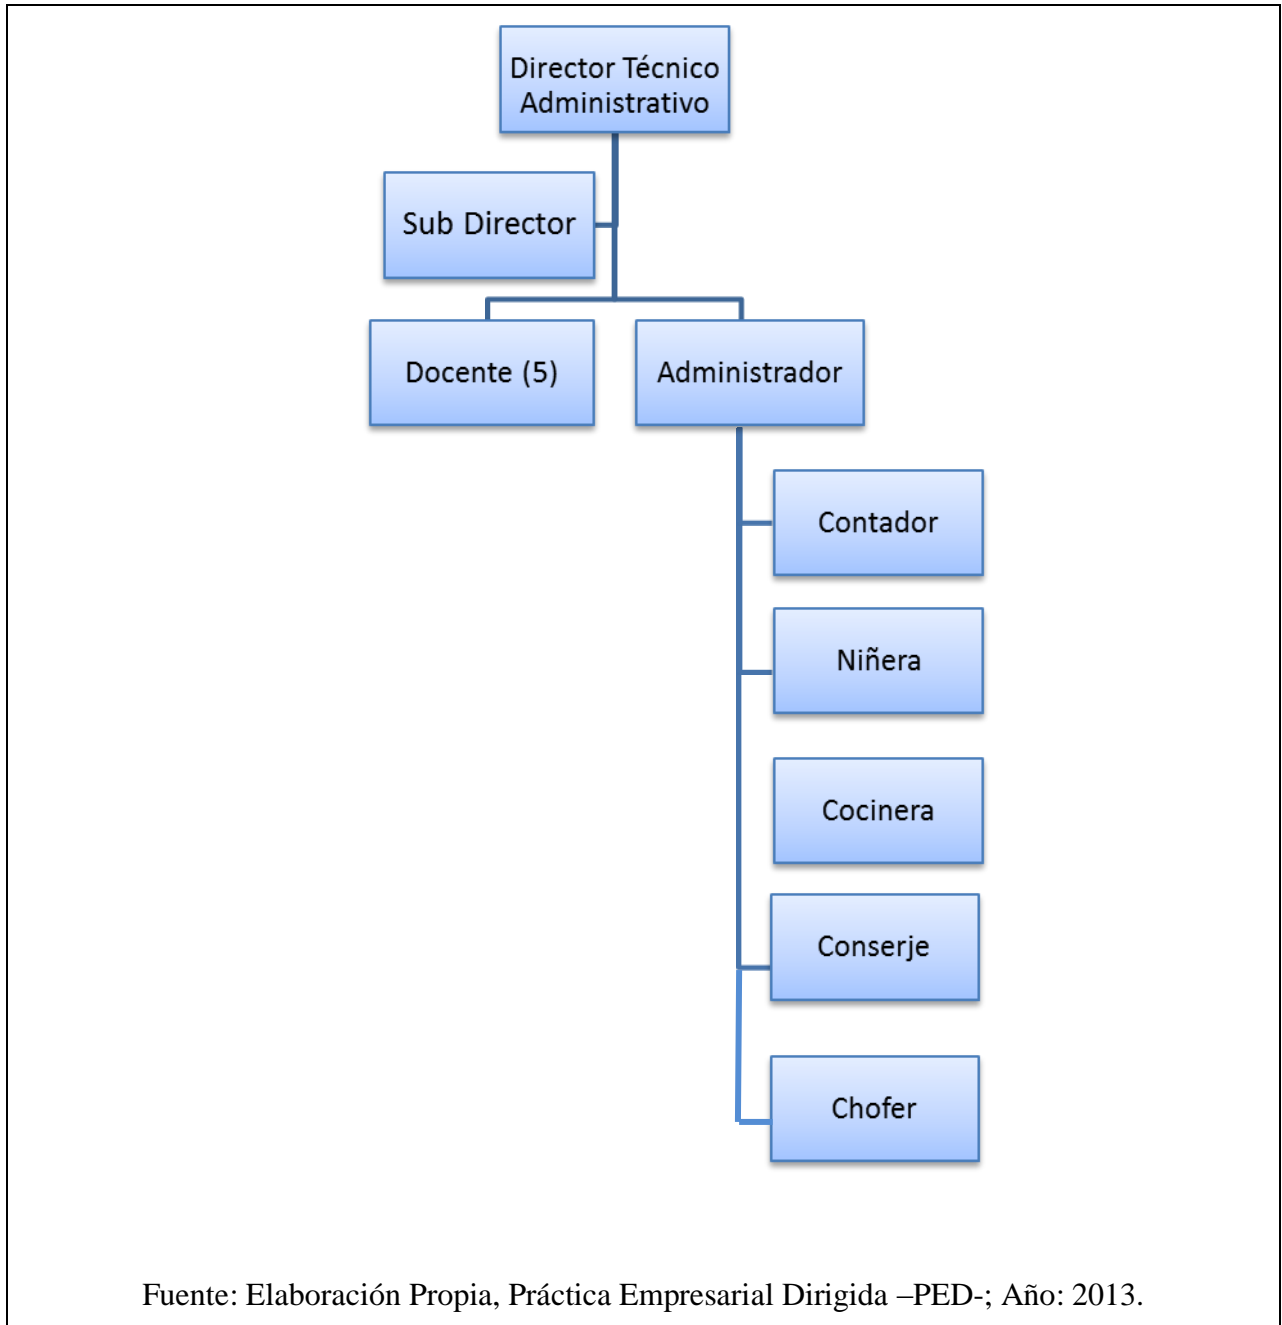 Director Técnico
Administrativo
Sub Director
Docente (5)
Administrador
Contador
Niñera
Cocinera
Conserje
Chofer
Fuente: Elaboración Propia, Práctica Empresarial Dirigida –PED-; Año: 2013.